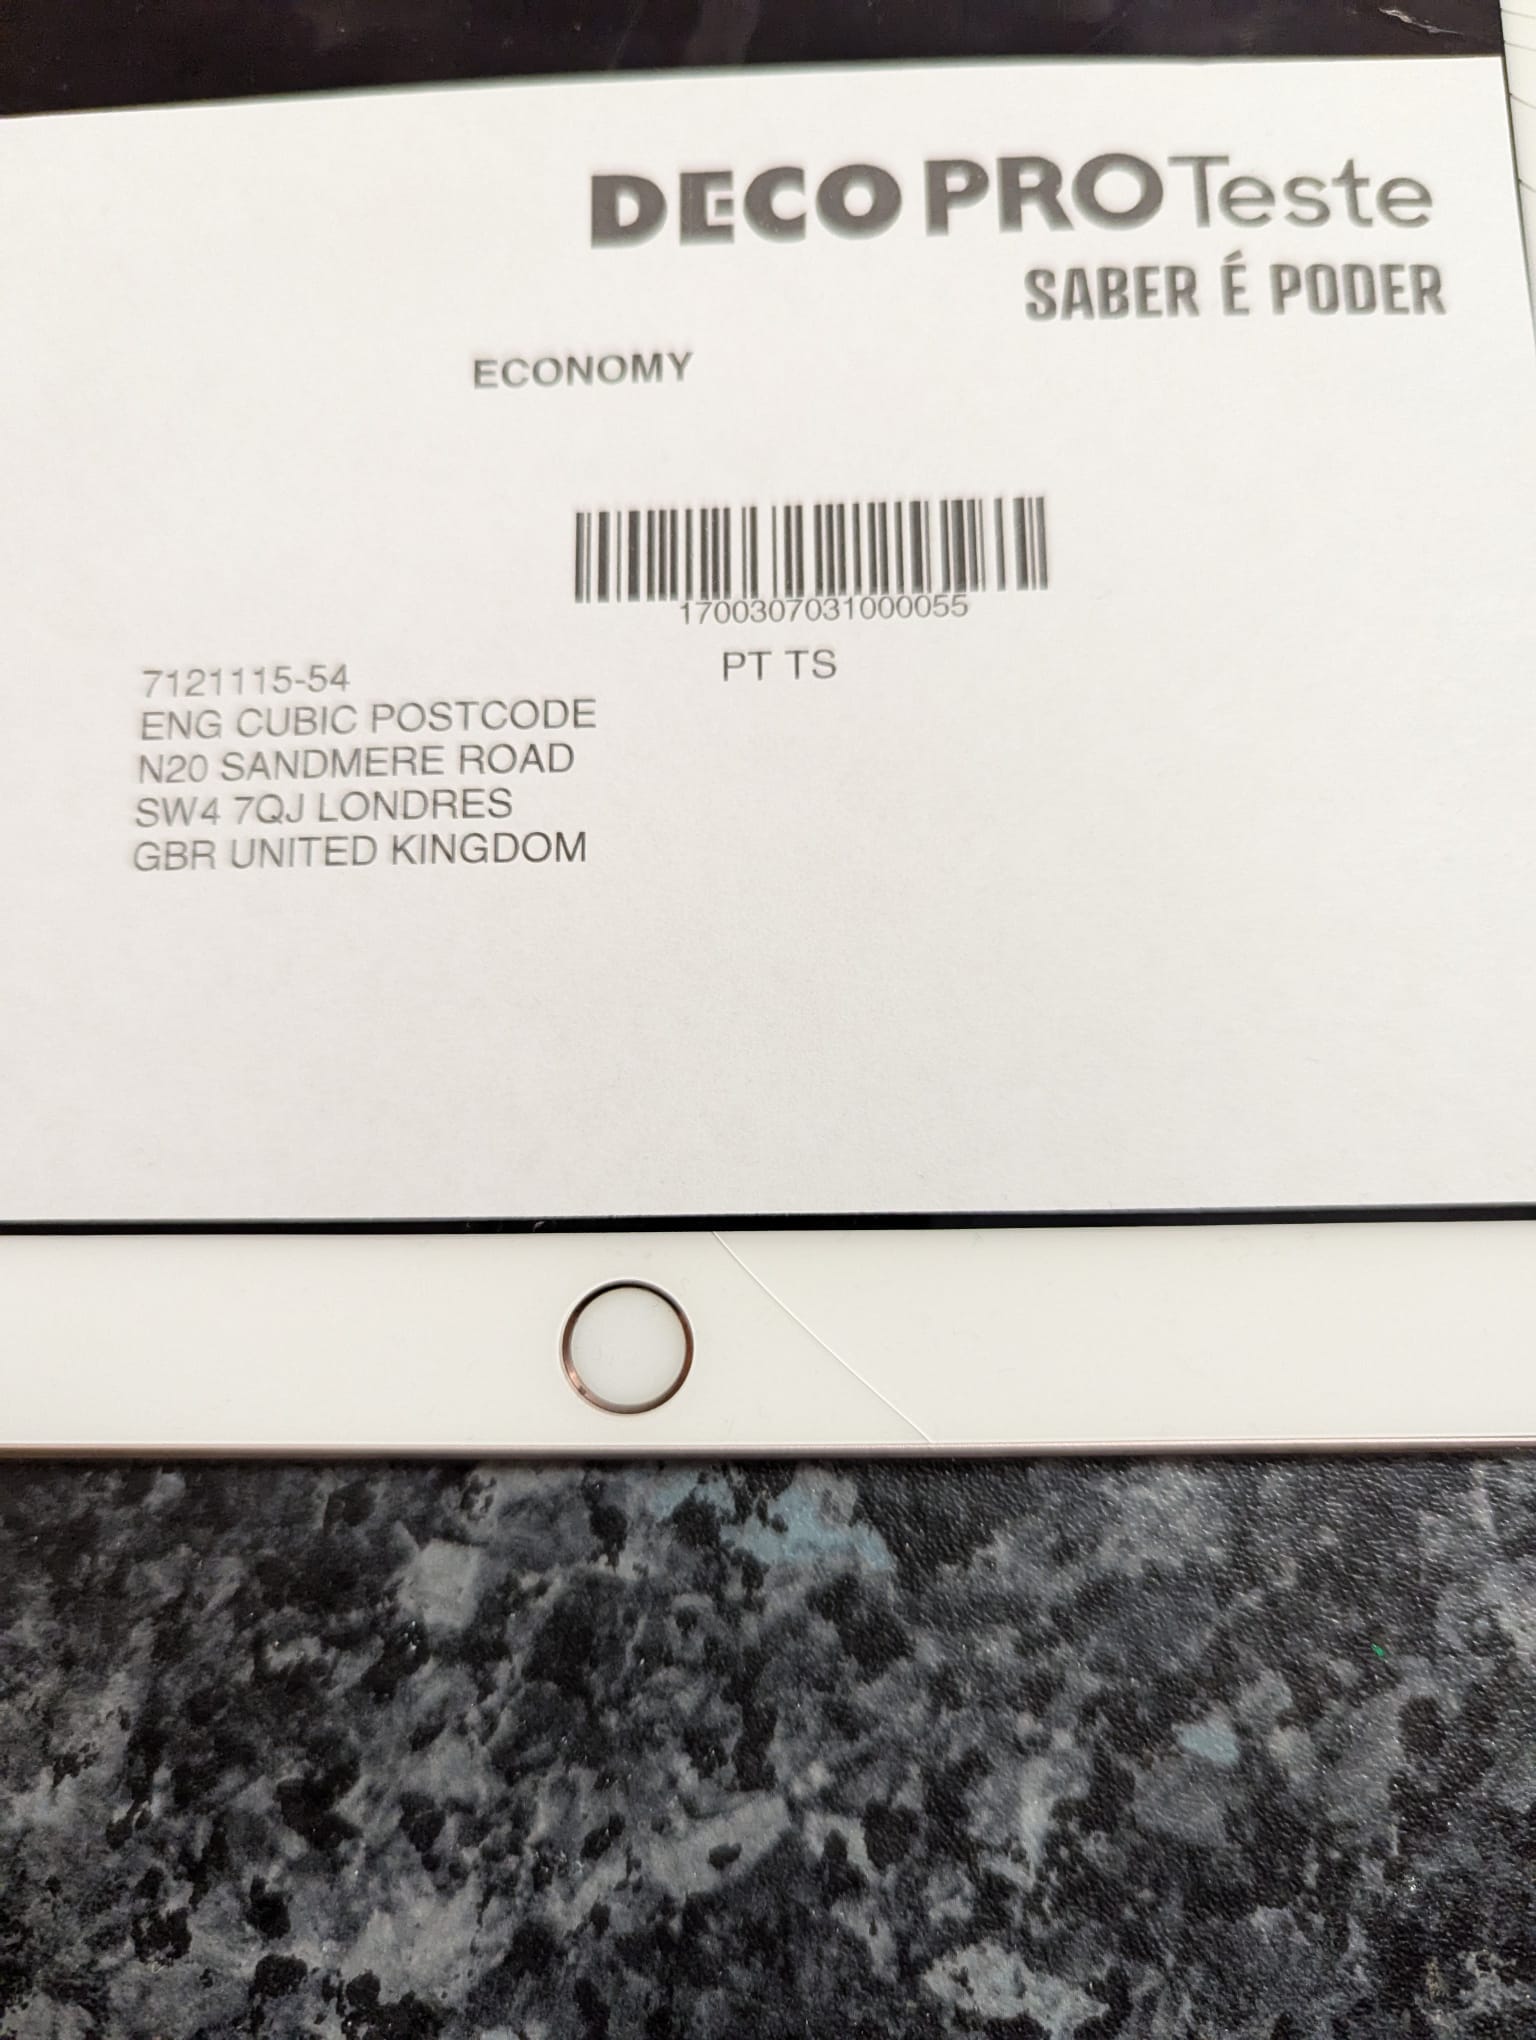 DECO PROTeste
SABER É PODER
ECONOMY
1700307031000055
PT TS
7121115-54
ENG CUBIC POSTCODE
N20 SANDMERE ROAD
SW4 7QJ LONDRES
GBR UNITED KINGDOM